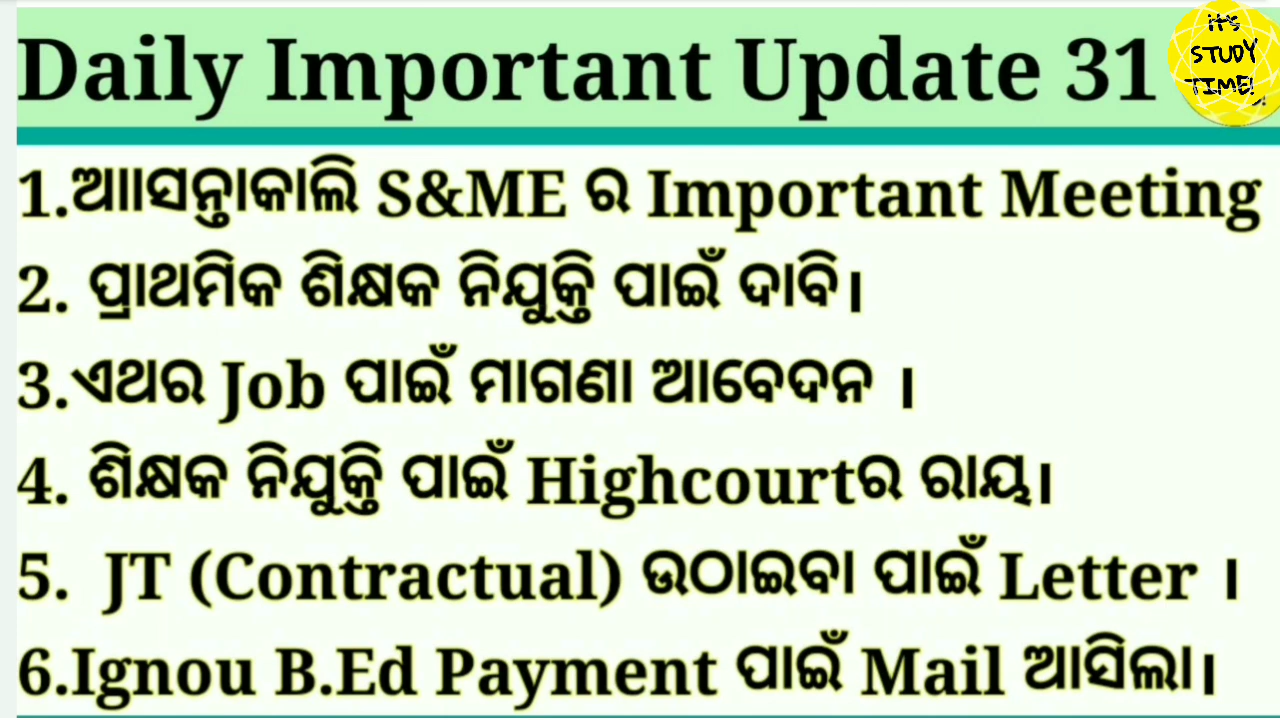 Daily Important Update 31
IT'S
STUDY
TIME!
1.ଆାସନ୍ତାକାଲି S&ME ର Important Meeting
2. ପ୍ରାଥମିକ ଶିକ୍ଷକ ନିଯୁକ୍ତି ପାଇଁ ଦାବି।
3.ଏଥର Job ପାଇଁ ମାଗଣା ଆବେଦନ ।
4. ଶିକ୍ଷକ ନିଯୁକ୍ତି ପାଇଁ Highcourtର ରାୟ।
5. JT (Contractual) ଉଠାଇବା ପାଇଁ Letter ।
6.Ignou B.Ed Payment ପାଇଁ Mail ଆସିଲା।